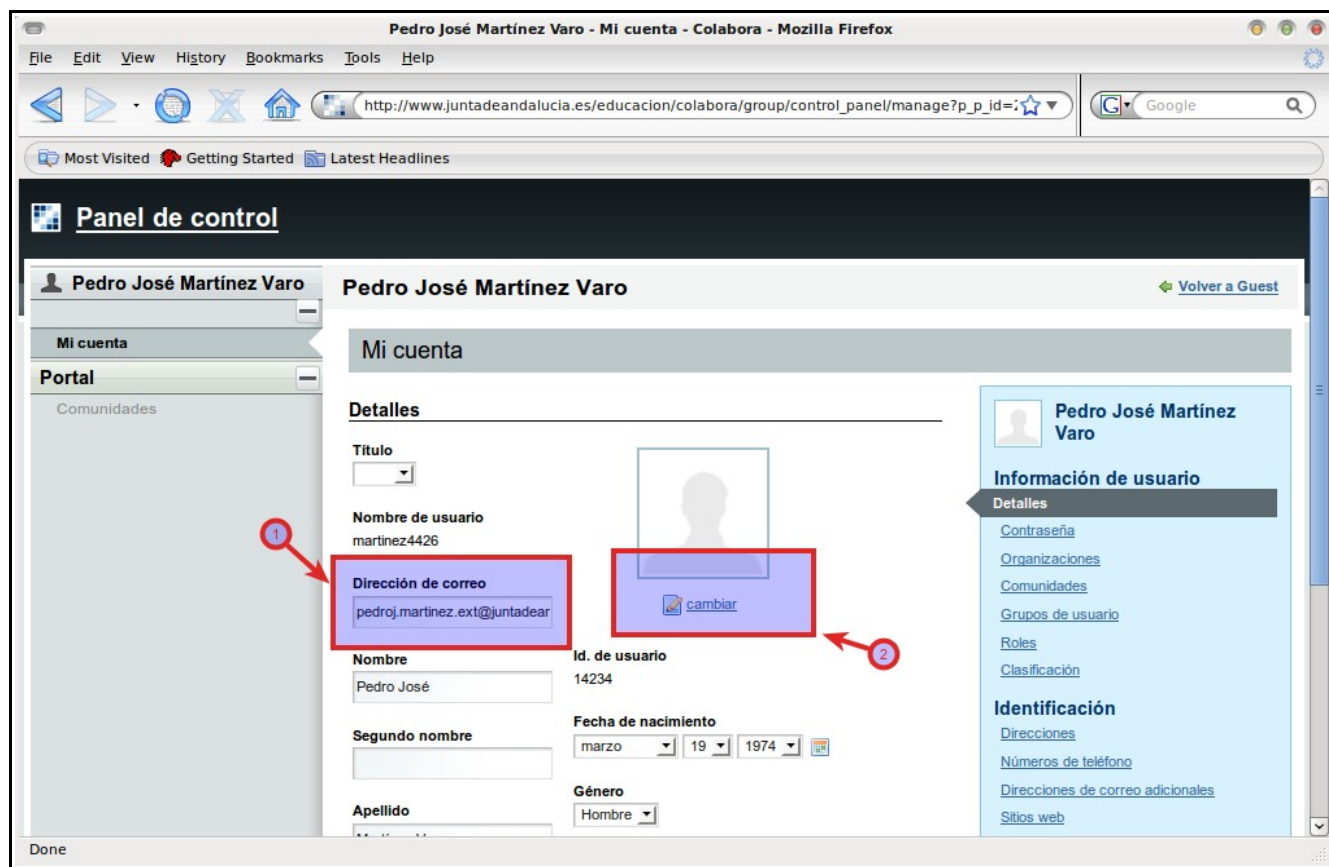 Pedro José Martínez Varo - Mi cuenta - Colabora - Mozilla Firefox
File Edit View History Bookmarks Tools Help
http://www.juntadeandalucia.es/educacion/colabora/group/control_panel/manage?p_p_id=
G Google
Most Visited Getting Started Latest Headlines
Panel de control
Pedro José Martínez Varo
Mi cuenta
Portal
Comunidades
Pedro José Martínez Varo
Volver a Guest
Mi cuenta
Detalles
Título
Nombre de usuario
martinez4426
1
Dirección de correo
pedroj.martinez.ext@juntadear
cambiar
2
Nombre
Pedro José
Id. de usuario
14234
Segundo nombre
Fecha de nacimiento
marzo 19 1974
Género
Hombre
Apellido
Pedro José Martínez
Varo
Información de usuario
Detalles
Contraseña
Organizaciones
Comunidades
Grupos de usuario
Roles
Clasificación
Identificación
Direcciones
Números de teléfono
Direcciones de correo adicionales
Sitios web
Done